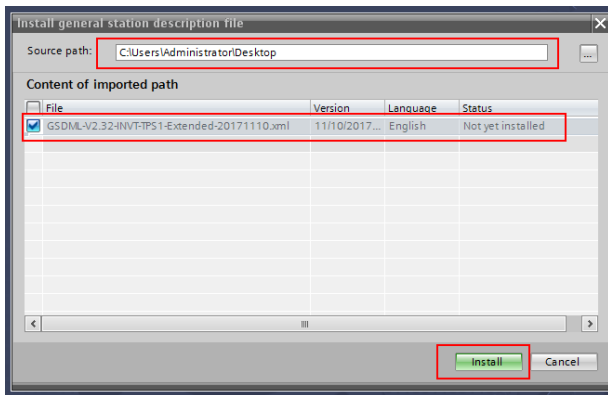 Install general station description file
Source path: C:\Users\Administrator\Desktop ...
Content of imported path
File Version Language Status
GSDML-V2.32-INVT-TPS1-Extended-20171110.xml 11/10/2017... English Not yet installed
Install Cancel